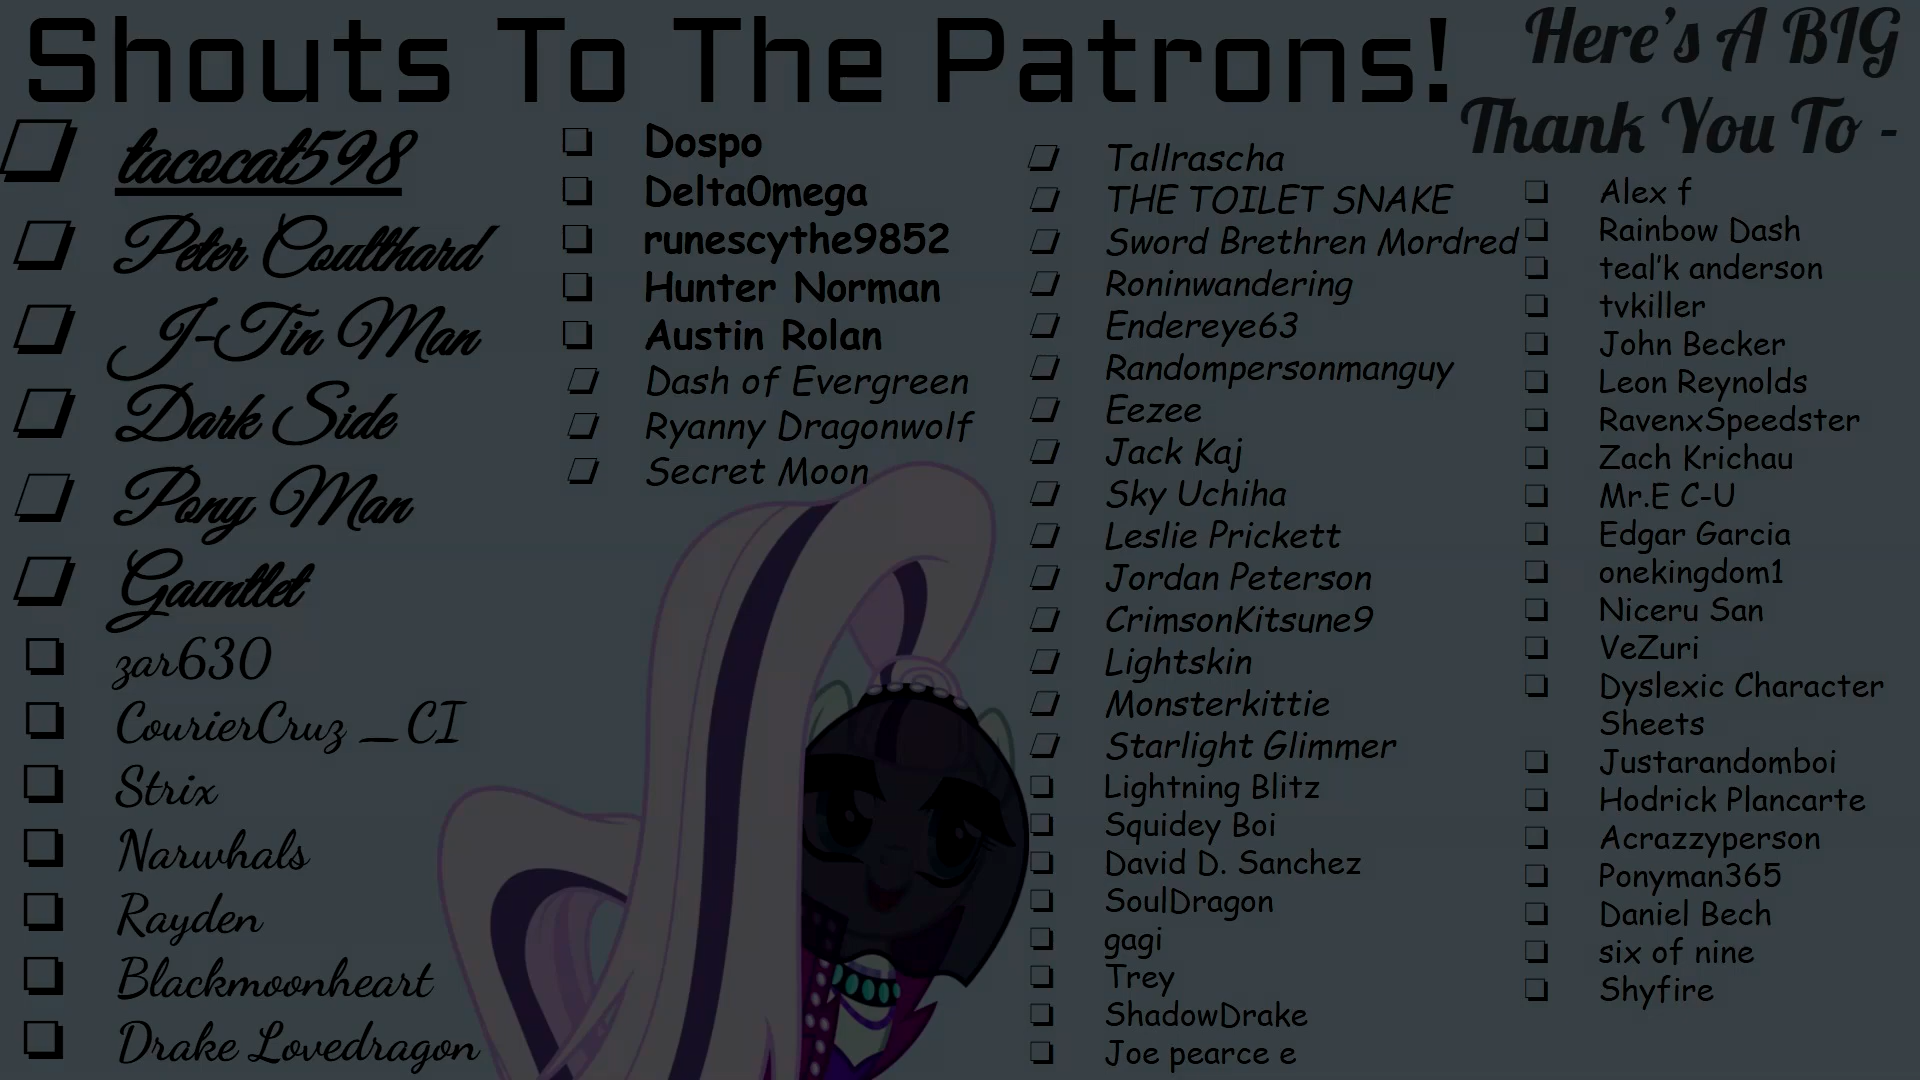 Shouts To The Patrons!
Here's A BIG
Thank You To -
tacocat598
Peter Coultthard
J-Tin Man
Dark Side
Pony Man
Gauntlet
zar630
CourierCruz _CI
Strix
Narwhals
Rayden
Blackmoonheart
Drake Lovedragon
Dospo
Delta0mega
runescythe9852
Hunter Norman
Austin Rolan
Dash of Evergreen
Ryanny Dragonwolf
Secret Moon
Tallrascha
THE TOILET SNAKE
Sword Brethren Mordred
Roninwandering
Endereye63
Randompersonmanguy
Eezee
Jack Kaj
Sky Uchiha
Leslie Prickett
Jordan Peterson
CrimsonKitsune9
Lightskin
Monsterkittie
Starlight Glimmer
Lightning Blitz
Squidey Boi
David D. Sanchez
SoulDragon
gagi
Trey
ShadowDrake
Joe pearce e
Alex f
Rainbow Dash
teal'k anderson
tvkiller
John Becker
Leon Reynolds
RavenxSpeedster
Zach Krichau
Mr.E C-U
Edgar Garcia
onekingdom1
Niceru San
VeZuri
Dyslexic Character
Sheets
Justarandomboi
Hodrick Plancarte
Acrazzyperson
Ponyman365
Daniel Bech
six of nine
Shyfire